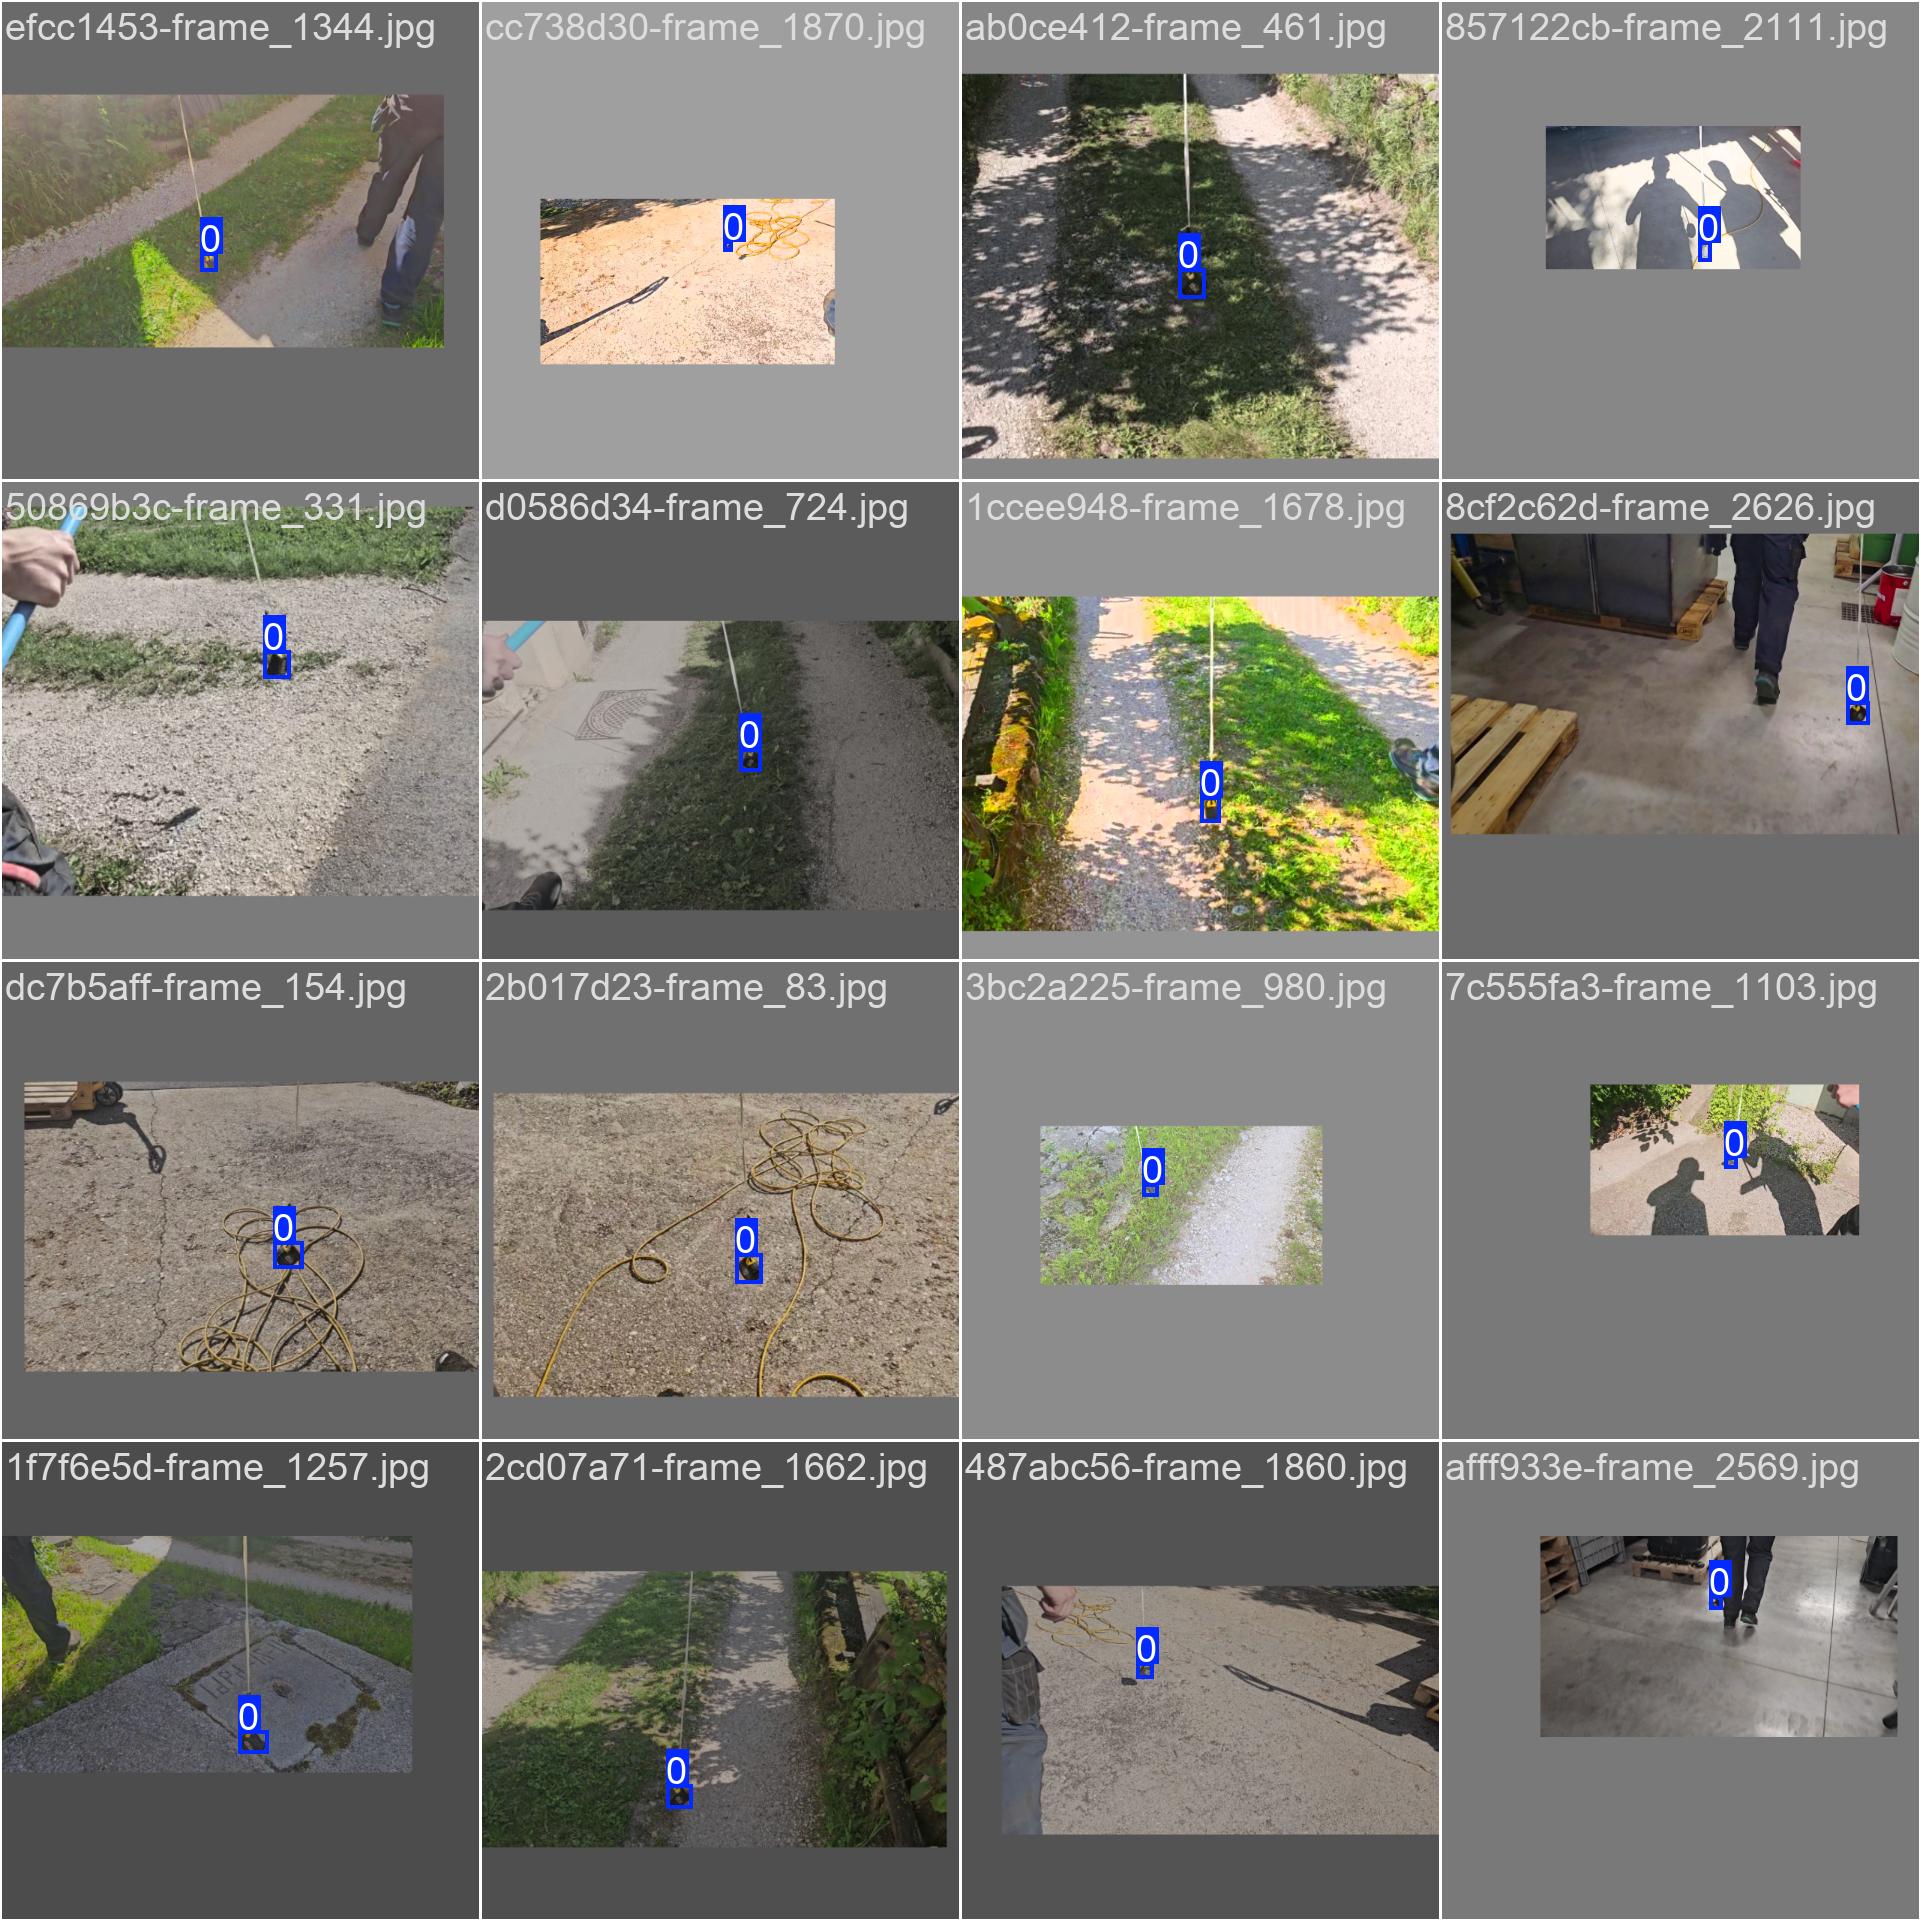 efcc1453-frame_1344.jpg
cc738d30-frame_1870.jpg
ab0ce412-frame_461.jpg
857122cb-frame_2111.jpg
0
0
0
0
50869b3c-frame_331.jpg
d0586d34-frame_724.jpg
1ccee948-frame_1678.jpg
8cf2c62d-frame_2626.jpg
0
0
0
0
dc7b5aff-frame_154.jpg
2b017d23-frame_83.jpg
3bc2a225-frame_980.jpg
7c555fa3-frame_1103.jpg
0
0
0
0
1f7f6e5d-frame_1257.jpg
2cd07a71-frame_1662.jpg
487abc56-frame_1860.jpg
afff933e-frame_2569.jpg
0
0
0
0